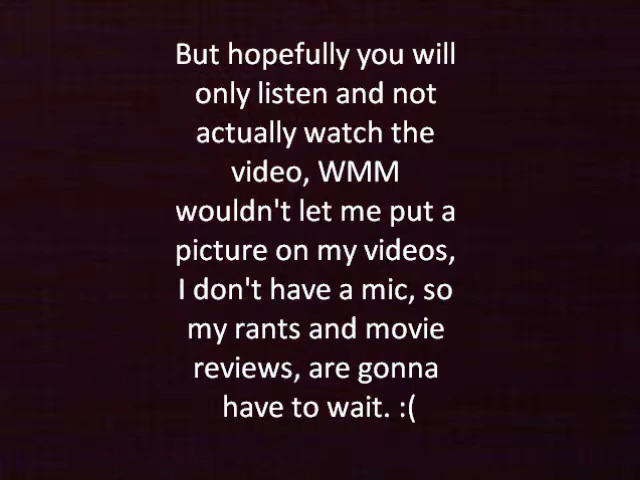 But hopefully you will
only listen and not
actually watch the
video, WMM
wouldn't let me put a
picture on my videos,
I don't have a mic, so
my rants and movie
reviews, are gonna
have to wait. :(